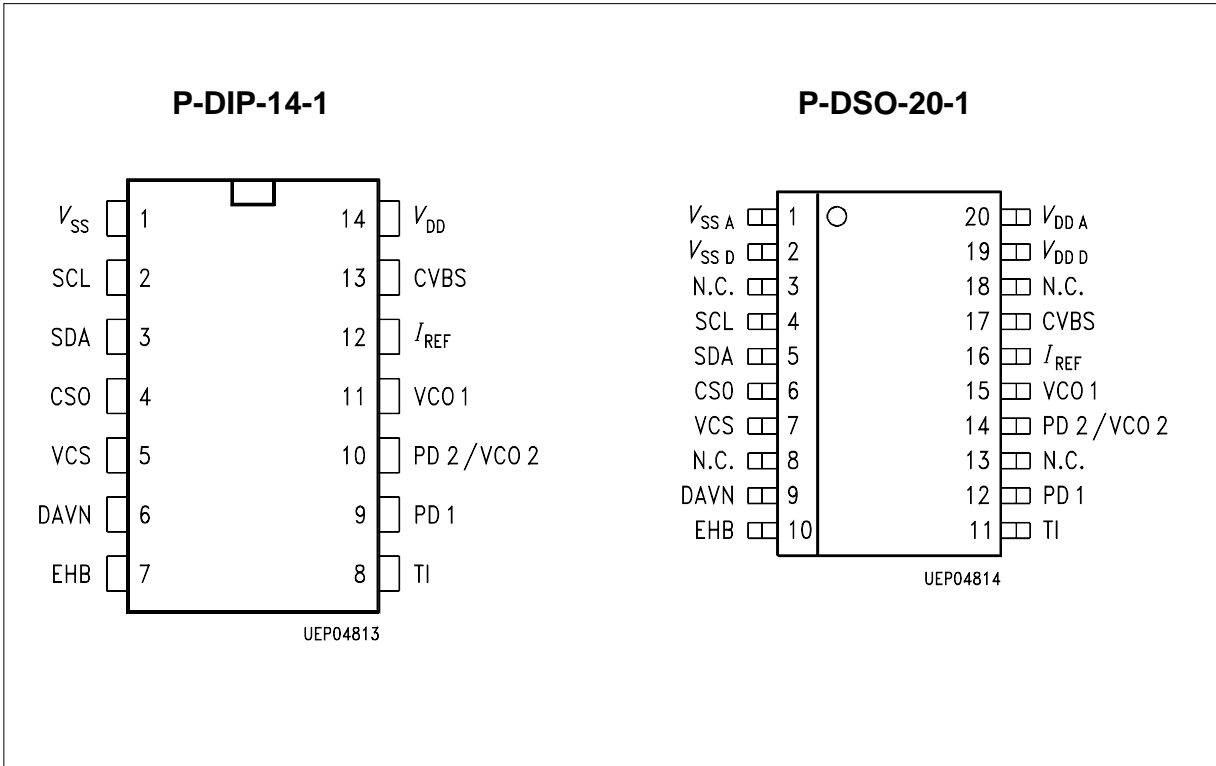 P-DIP-14-1
VSS 1 14 VDD
SCL 2 13 CVBS
SDA 3 12 IREF
CSO 4 11 VCO 1
VCS 5 10 PD 2 / VCO 2
DAVN 6 9 PD 1
EHB 7 8 TI
UEP04813
P-DSO-20-1
VSS A 1 20 VDD A
VSS D 2 19 VDD D
N.C. 3 18 N.C.
SCL 4 17 CVBS
SDA 5 16 IREF
CSO 6 15 VCO 1
VCS 7 14 PD 2 / VCO 2
N.C. 8 13 N.C.
DAVN 9 12 PD 1
EHB 10 11 TI
UEP04814